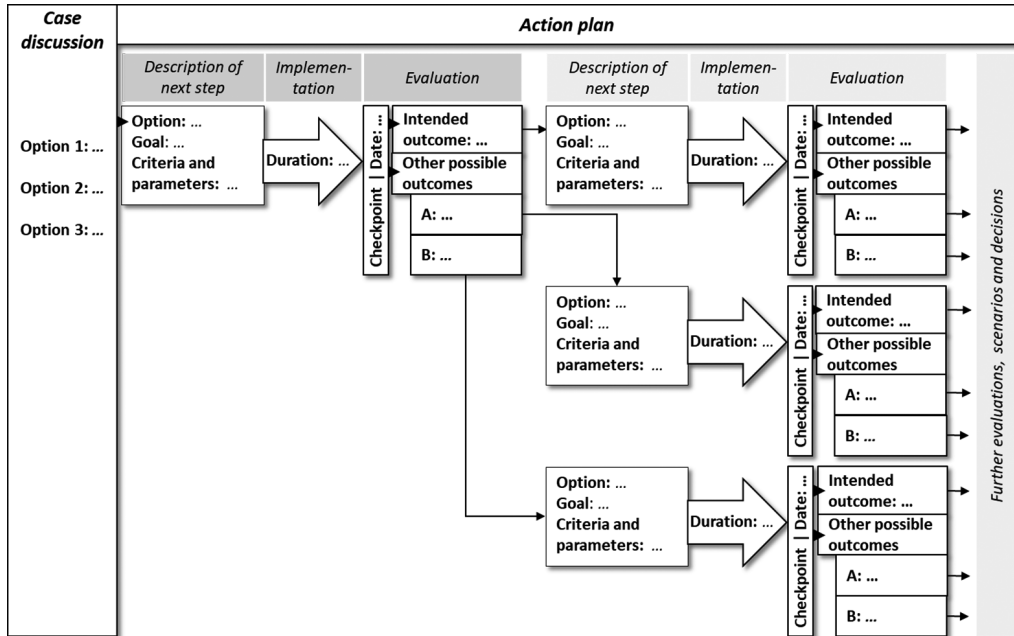 Case
discussion
Action plan
Description of
next step
Implemen-
tation
Evaluation
Description of
next step
Implemen-
tation
Evaluation
Option 1: ...
Option 2: ...
Option 3: ...
Option: ...
Goal: ...
Criteria and
parameters: ...
Duration: ...
Checkpoint | Date: ...
Intended
outcome: ...
Other possible
outcomes
A: ...
B: ...
Option: ...
Goal: ...
Criteria and
parameters: ...
Duration: ...
Checkpoint | Date: ...
Intended
outcome: ...
Other possible
outcomes
A: ...
B: ...
Option: ...
Goal: ...
Criteria and
parameters: ...
Duration: ...
Checkpoint | Date: ...
Intended
outcome: ...
Other possible
outcomes
A: ...
B: ...
Option: ...
Goal: ...
Criteria and
parameters: ...
Duration: ...
Checkpoint | Date: ...
Intended
outcome: ...
Other possible
outcomes
A: ...
B: ...
Further evaluations, scenarios and decisions